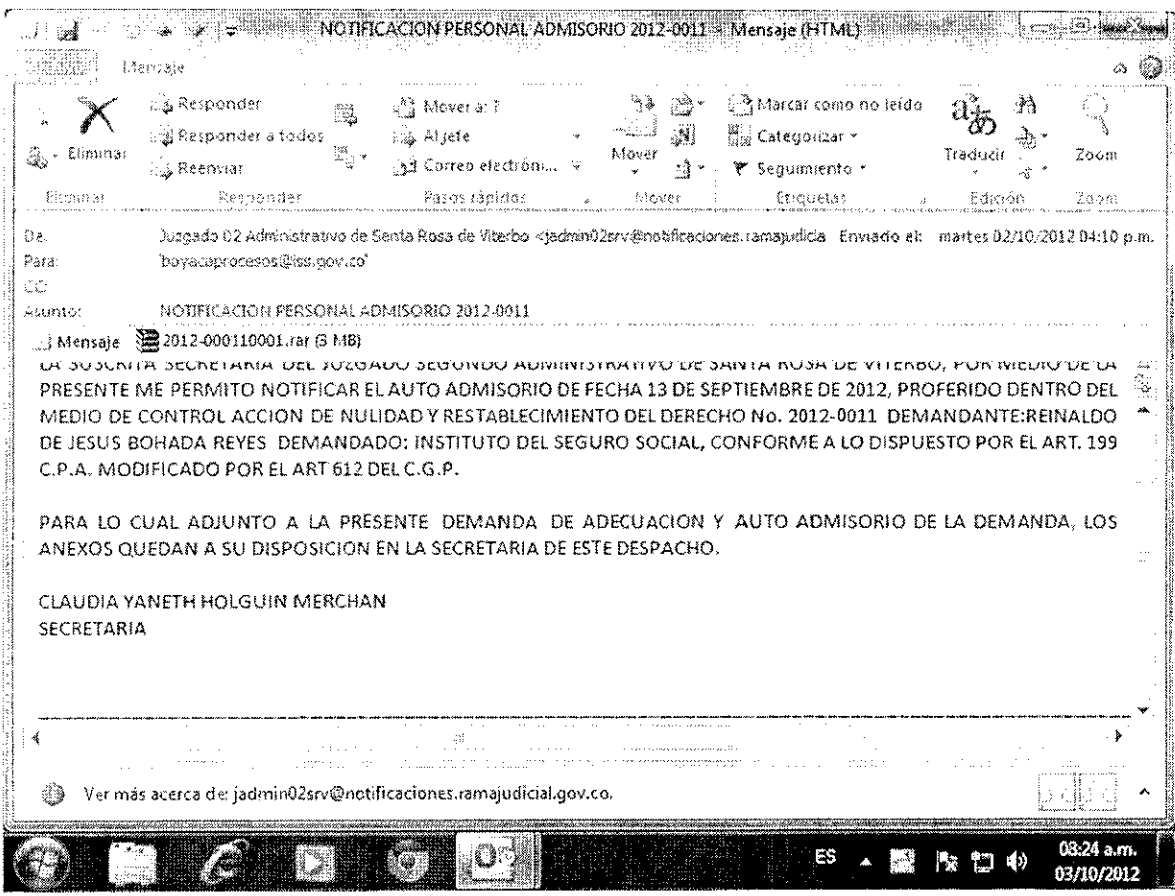 NOTIFICACION PERSONAL ADMISORIO 2012-0011 - Mensaje (HTML)
Mensaje
Eliminar
Responder
Responder a todos
Reenviar
Mover a: ?
Al jefe
Correo electróni...
Mover
Marcar como no leído
Categorizar
Seguimiento
Traducir
Zoom
Eliminar
Responder
Pasos rápidos
Mover
Etiquetas
Edición
Zoom
De: Juzgado 02 Administrativo de Santa Rosa de Viterbo <jadmin02srv@notificaciones.ramajudicia Enviado el: martes 02/10/2012 04:10 p.m.
Para: 'boyacaprocesos@iss.gov.co'
CC:
Asunto: NOTIFICACION PERSONAL ADMISORIO 2012-0011
Mensaje 2012-000110001.rar (3 MB)
LA SUSCRITA SECRETARIA DEL JUZGADO SEGUNDO ADMINISTRATIVO DE SANTA ROSA DE VITERBO, POR MEDIO DE LA
PRESENTE ME PERMITO NOTIFICAR EL AUTO ADMISORIO DE FECHA 13 DE SEPTIEMBRE DE 2012, PROFERIDO DENTRO DEL
MEDIO DE CONTROL ACCION DE NULIDAD Y RESTABLECIMIENTO DEL DERECHO No. 2012-0011 DEMANDANTE:REINALDO
DE JESUS BOHADA REYES DEMANDADO: INSTITUTO DEL SEGURO SOCIAL, CONFORME A LO DISPUESTO POR EL ART. 199
C.P.A. MODIFICADO POR EL ART 612 DEL C.G.P.
PARA LO CUAL ADJUNTO A LA PRESENTE DEMANDA DE ADECUACION Y AUTO ADMISORIO DE LA DEMANDA, LOS
ANEXOS QUEDAN A SU DISPOSICION EN LA SECRETARIA DE ESTE DESPACHO.
CLAUDIA YANETH HOLGUIN MERCHAN
SECRETARIA
Ver más acerca de: jadmin02srv@notificaciones.ramajudicial.gov.co.
ES
08:24 a.m.
03/10/2012